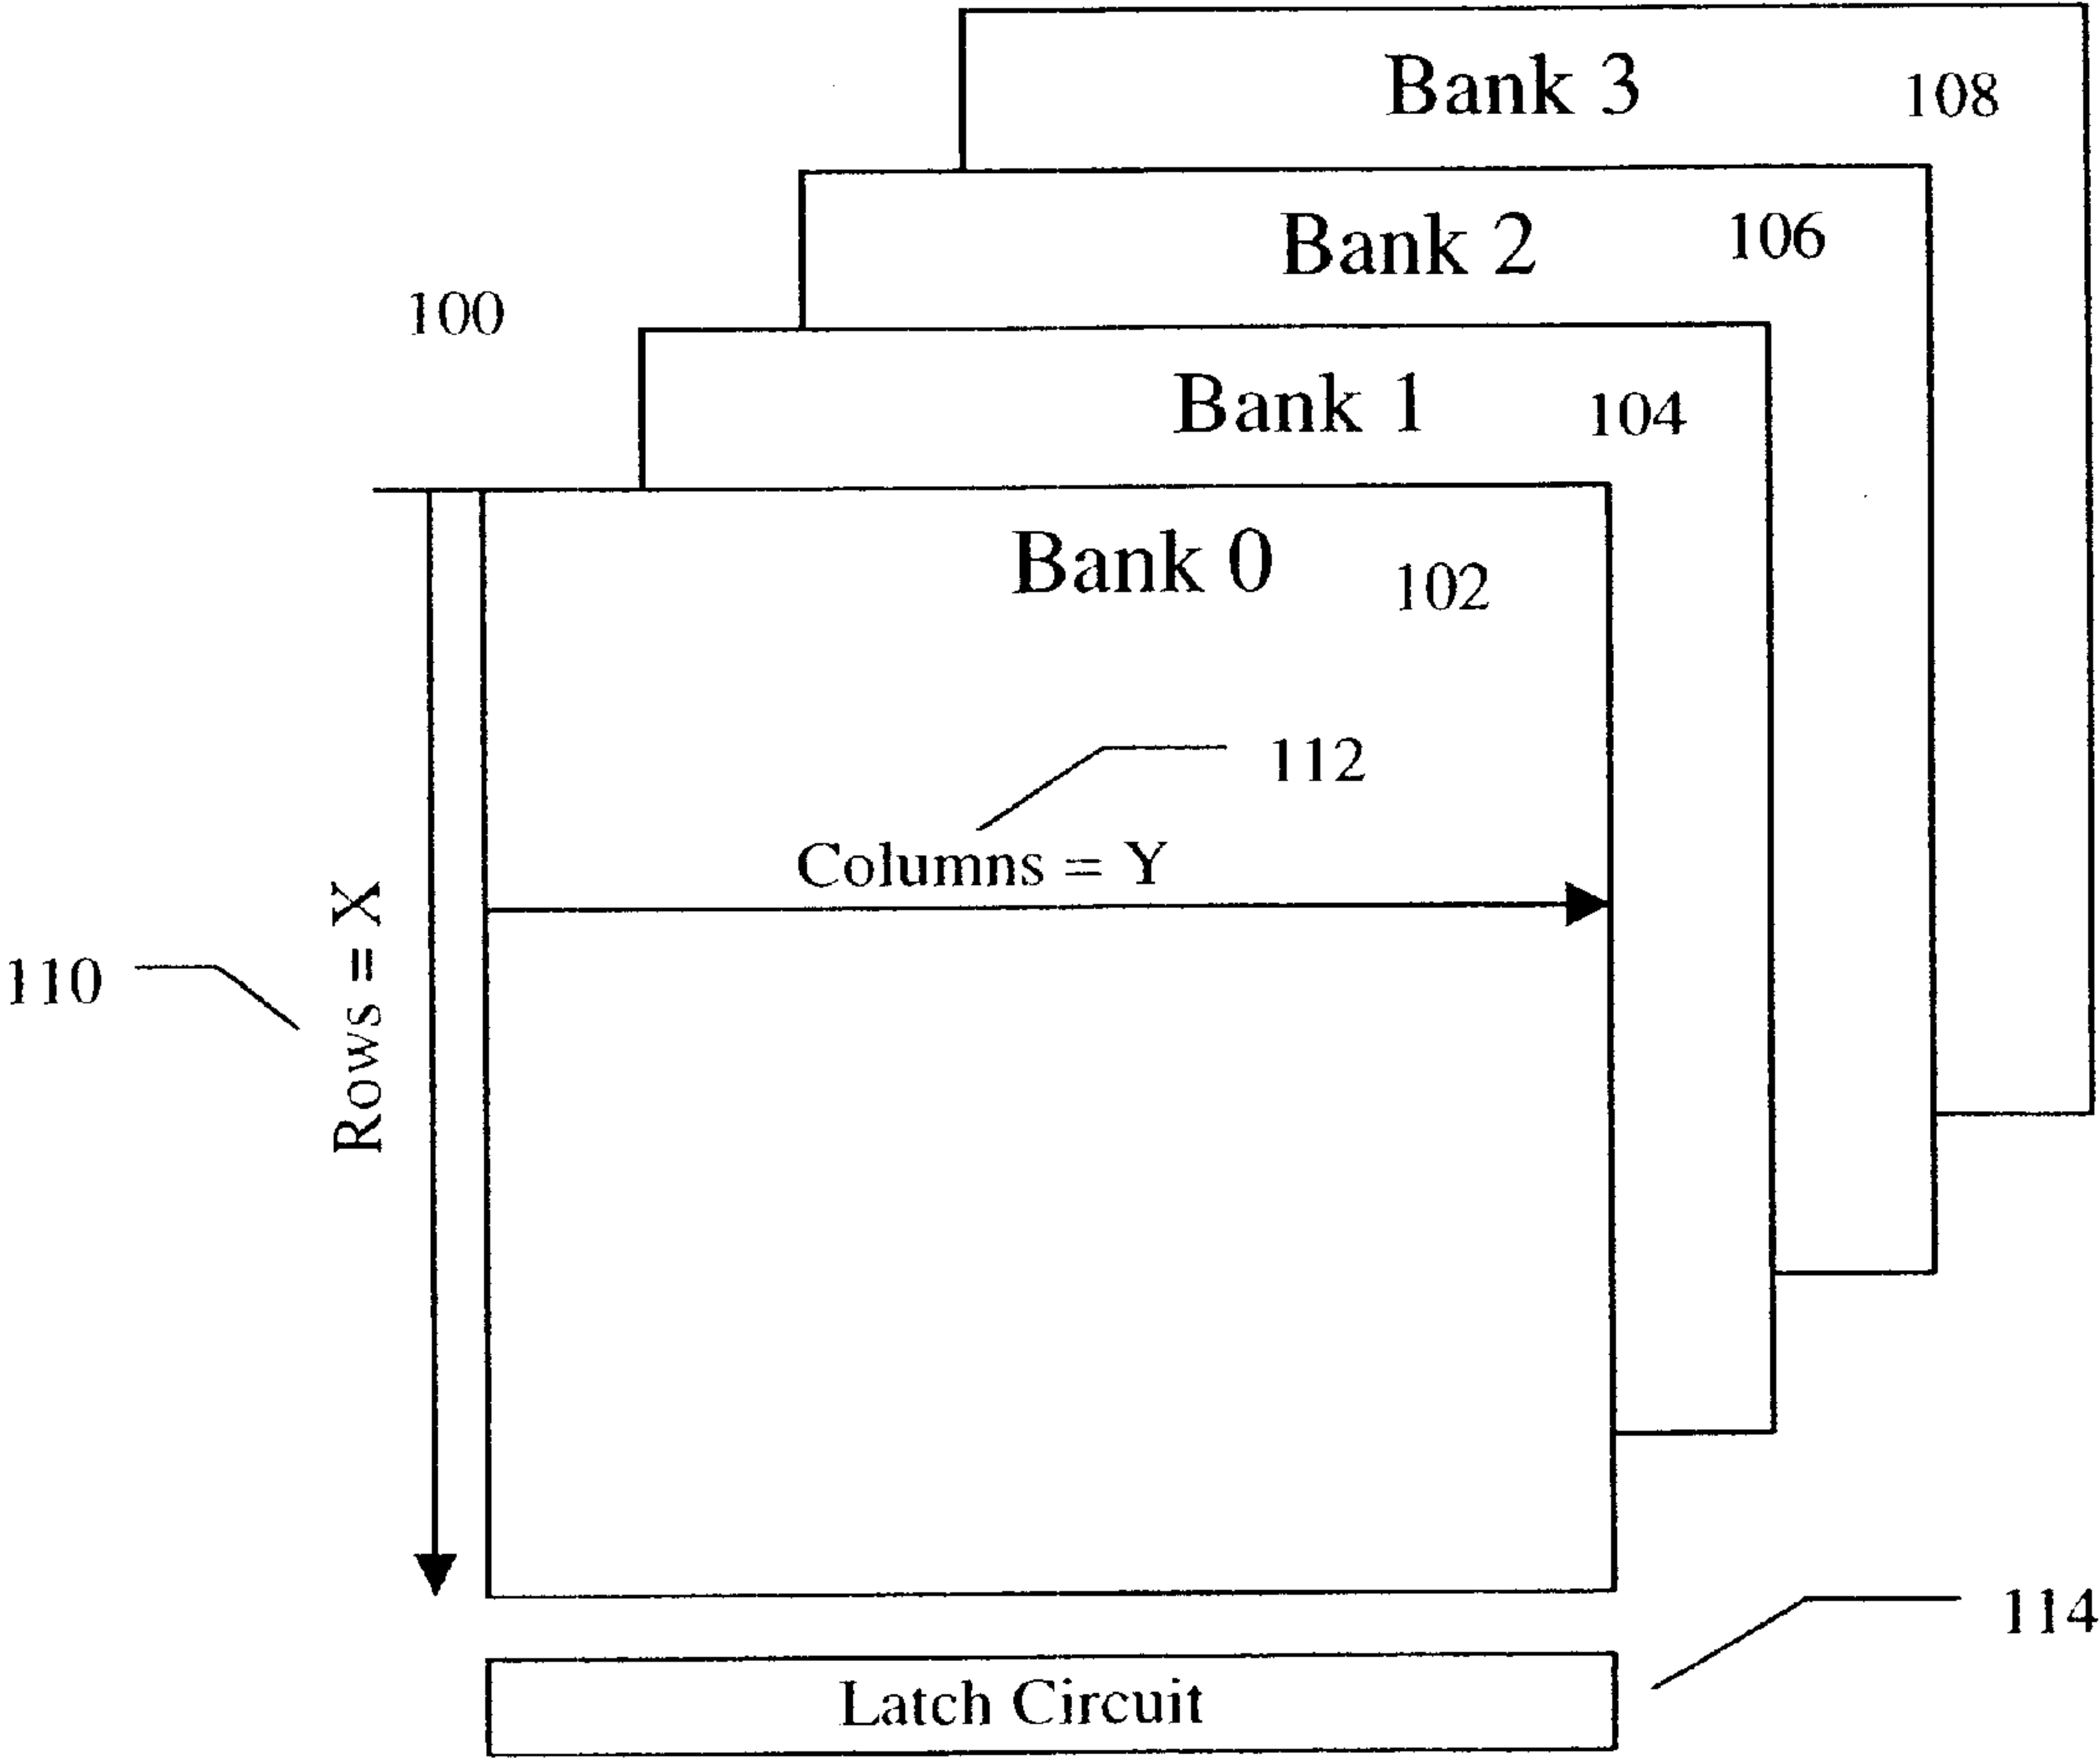 Bank 3 108
Bank 2 106
100
Bank 1 104
Bank 0 102
112
Columns = Y
110
Rows = X
114
Latch Circuit